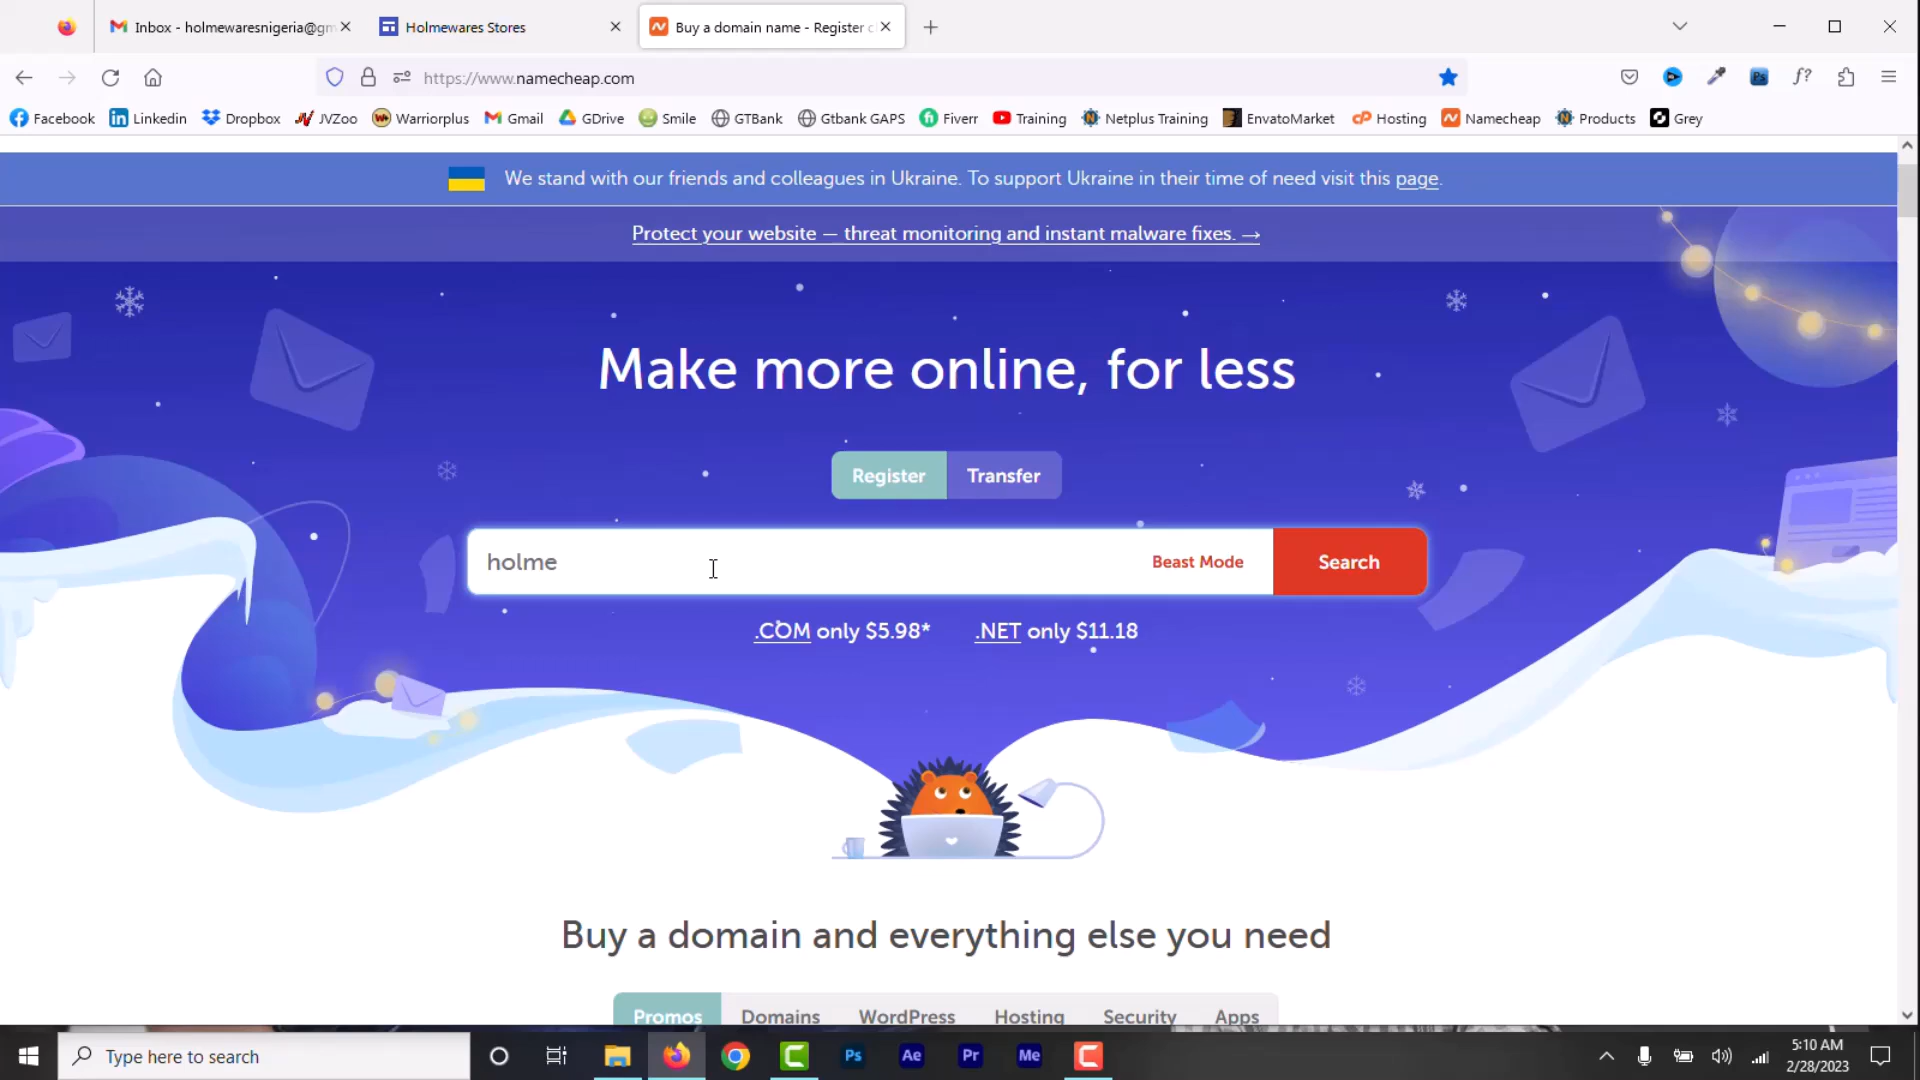 Inbox - holmewaresnigeria@gm
Holmewares Stores
Buy a domain name - Register c
https://www.namecheap.com
f?
Facebook
Linkedin
Dropbox
JVZoo
Warriorplus
Gmail
GDrive
Smile
GTBank
Gtbank GAPS
Fiverr
Training
Netplus Training
EnvatoMarket
Hosting
Namecheap
Products
Grey
We stand with our friends and colleagues in Ukraine. To support Ukraine in their time of need visit this page.
Protect your website — threat monitoring and instant malware fixes. →
Make more online, for less
Register
Transfer
holme
Beast Mode
Search
.COM only $5.98*
.NET only $11.18
Buy a domain and everything else you need
Promos
Domains
WordPress
Hosting
Security
Apps
Type here to search
Ps
Ae
Pr
Me
5:10 AM
2/28/2023